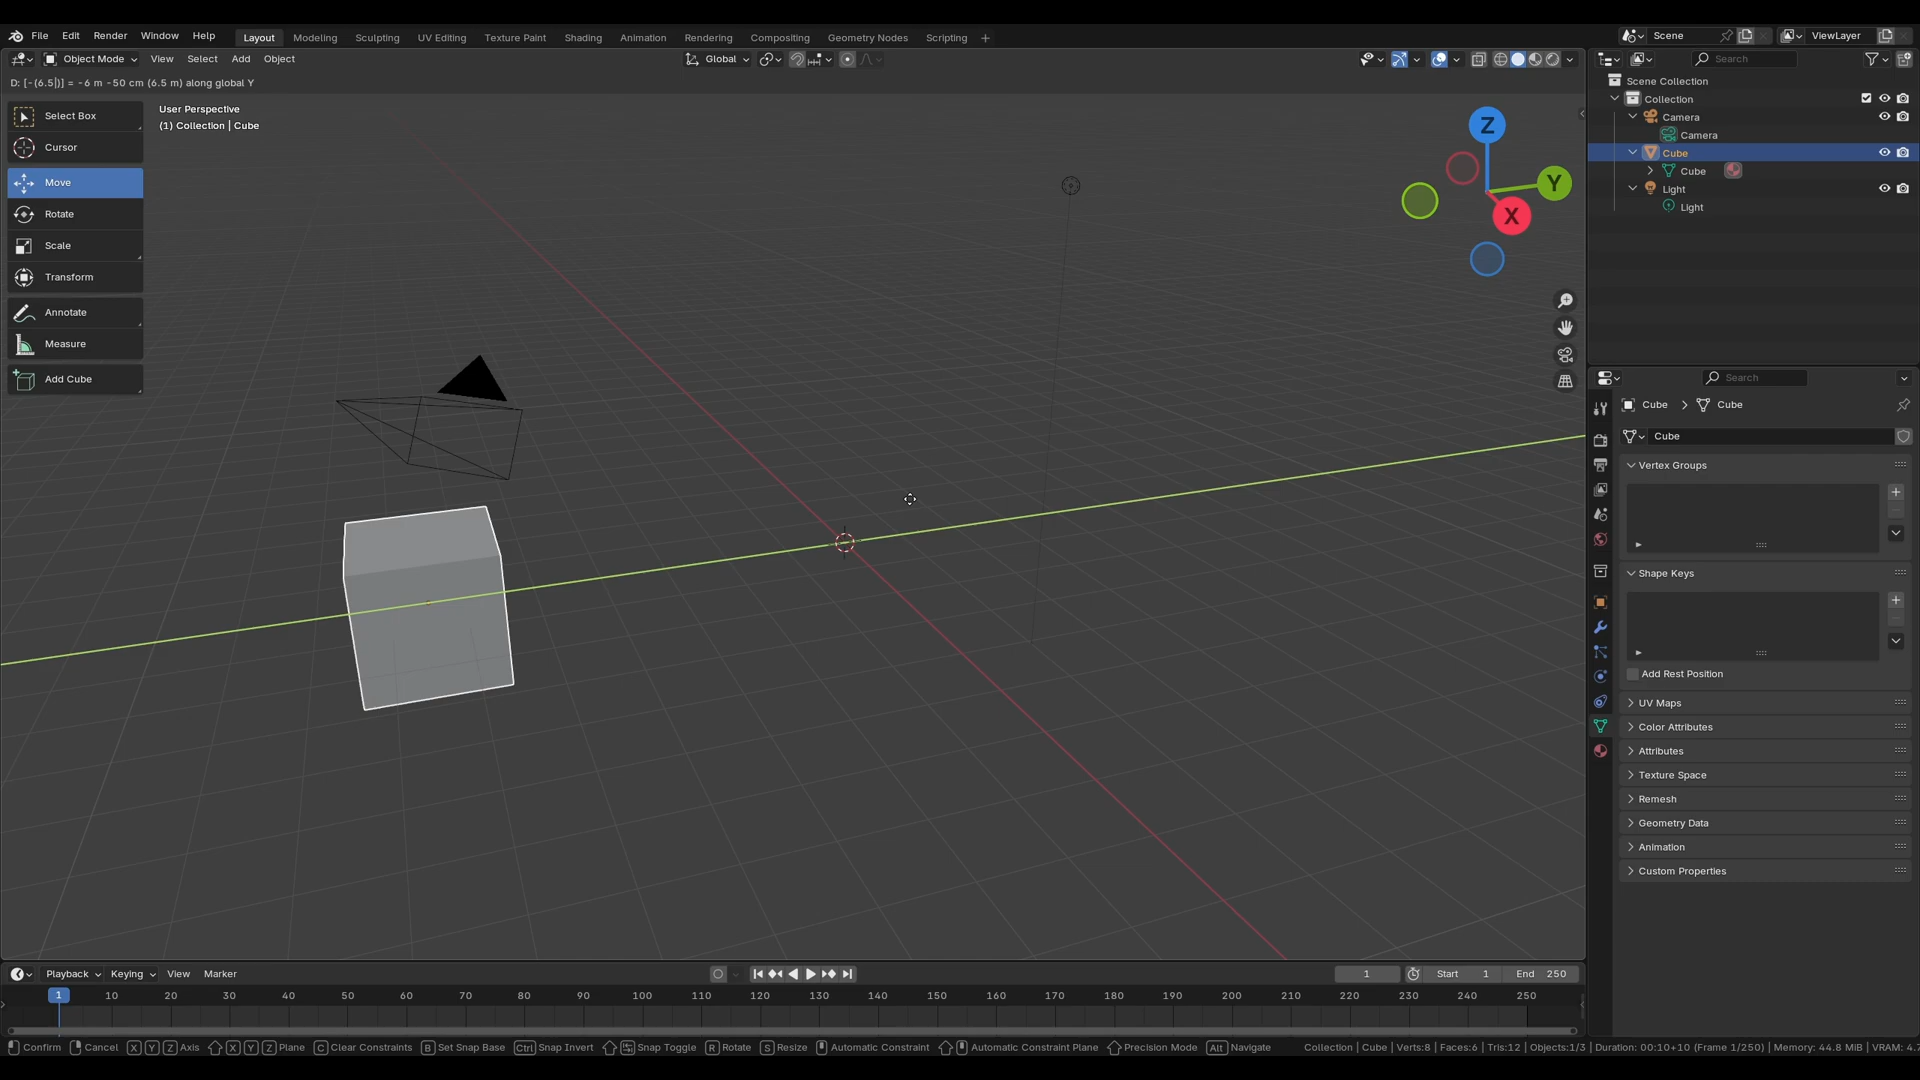 File Edit Render Window Help Layout Modeling Sculpting UV Editing Texture Paint Shading Animation Rendering Compositing Geometry Nodes Scripting + Scene ViewLayer
Object Mode View Select Add Object Global Search
D: [-(6.5|)] = -6 m -50 cm (6.5 m) along global Y
Scene Collection
Collection
Camera
Camera
Cube
Cube
Light
Light
User Perspective
(1) Collection | Cube
Select Box
Cursor
Move
Rotate
Scale
Transform
Annotate
Measure
Add Cube
Z
Y
X
Search
Cube > Cube
Cube
Vertex Groups
Shape Keys
Add Rest Position
UV Maps
Color Attributes
Attributes
Texture Space
Remesh
Geometry Data
Animation
Custom Properties
Playback Keying View Marker 1 Start 1 End 250
1 10 20 30 40 50 60 70 80 90 100 110 120 130 140 150 160 170 180 190 200 210 220 230 240 250
Confirm Cancel X Y Z Axis X Y Z Plane C Clear Constraints B Set Snap Base Ctrl Snap Invert Snap Toggle R Rotate S Resize Automatic Constraint Automatic Constraint Plane Precision Mode Alt Navigate Collection | Cube | Verts:8 | Faces:6 | Tris:12 | Objects:1/3 | Duration: 00:10+10 (Frame 1/250) | Memory: 44.8 MiB | VRAM: 4.